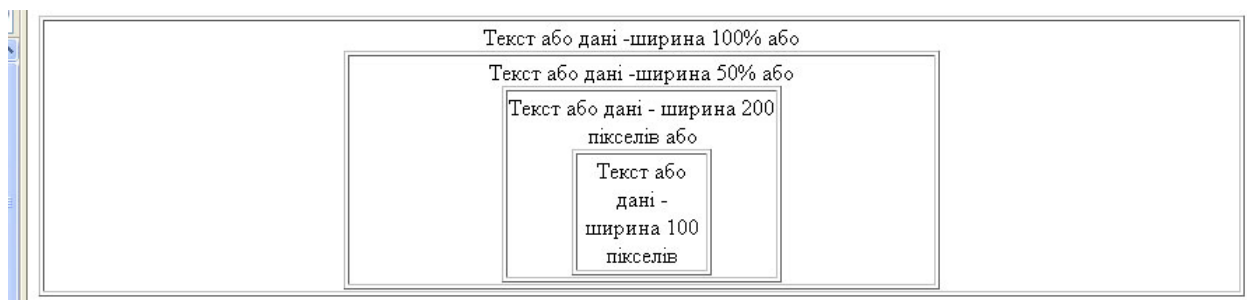 Текст або дані -ширина 100% або
Текст або дані -ширина 50% або
Текст або дані - ширина 200
пікселів або
Текст або
дані -
ширина 100
пікселів